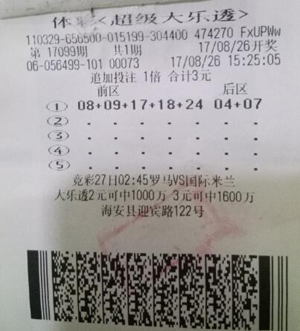 体彩<超级大乐透>
110329-656500-015199-304400 474270 FxUPWw
第 17099期 共1期 17/08/26开奖
06-056499-101 00073 17/08/26 15:25:05
追加投注 1倍 合计3元
前区 后区
① 08+09+17+18+24 04+07
②
③
④
⑤
竞彩27日02:45罗马VS国际米兰
大乐透2元可中1000万 3元可中1600万
海安县迎宾路122号